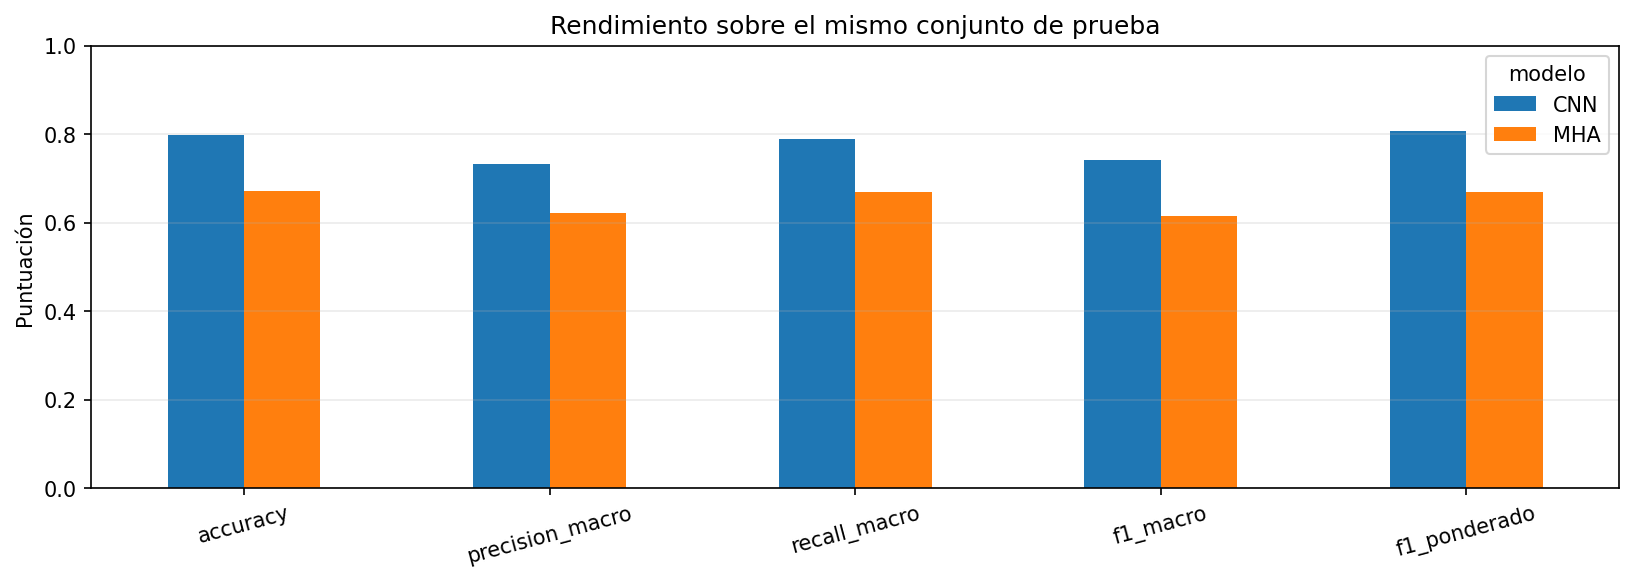 Rendimiento sobre el mismo conjunto de prueba
Puntuación
1.0
0.8
0.6
0.4
0.2
0.0
modelo
CNN
MHA
accuracy
precision_macro
recall_macro
f1_macro
f1_ponderado